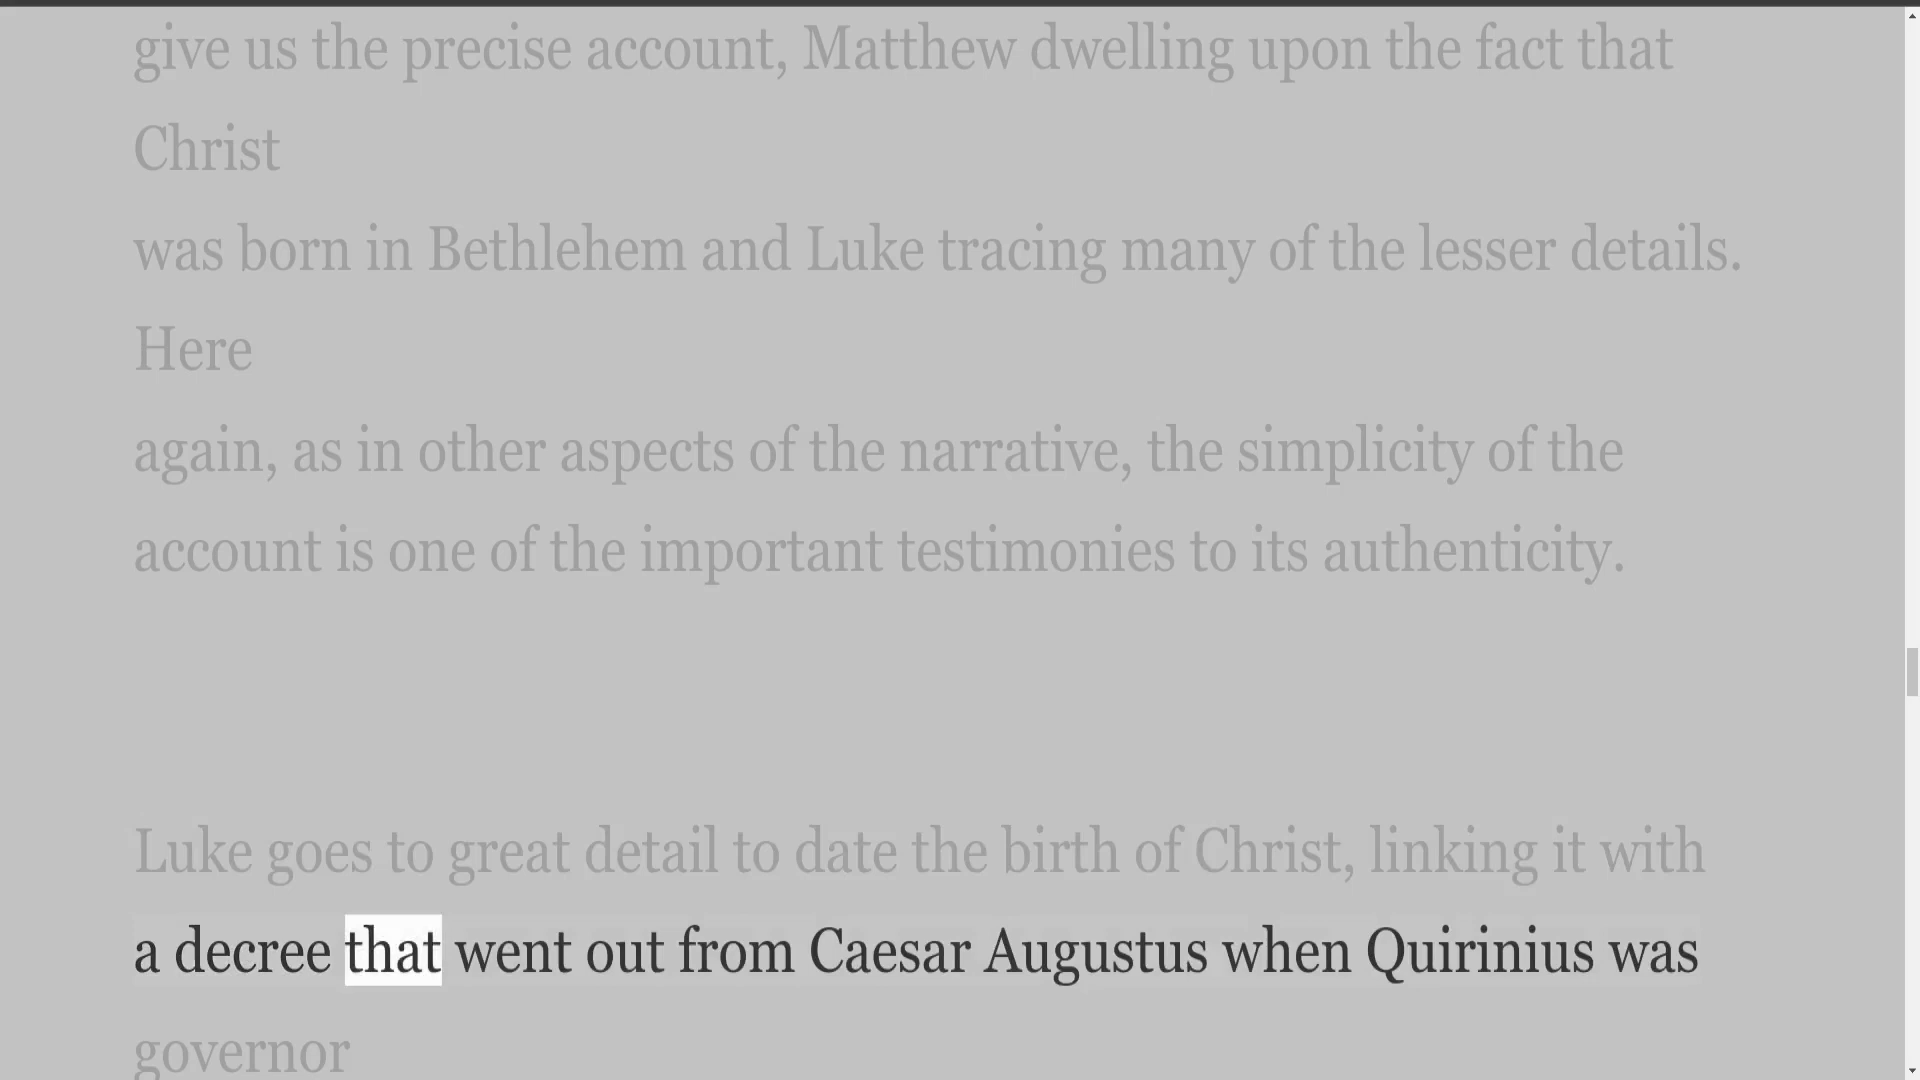 give us the precise account, Matthew dwelling upon the fact that
Christ
was born in Bethlehem and Luke tracing many of the lesser details.
Here
again, as in other aspects of the narrative, the simplicity of the
account is one of the important testimonies to its authenticity.
Luke goes to great detail to date the birth of Christ, linking it with
a decree that went out from Caesar Augustus when Quirinius was
governor